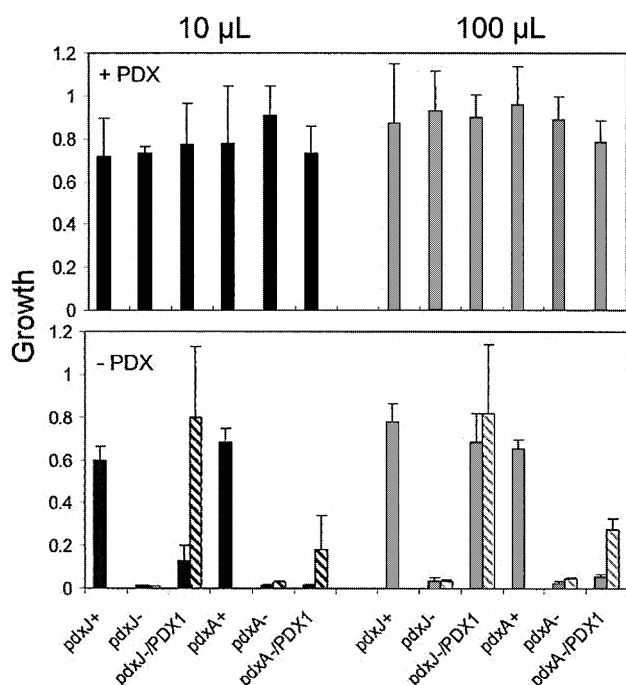 10 µL 100 µL
1.2
+ PDX
1
0.8
0.6
0.4
0.2
0
Growth
1.2
- PDX
1
0.8
0.6
0.4
0.2
0
pdxJ+ pdxJ- pdxJ-/PDX1 pdxA+ pdxA- pdxA-/PDX1 pdxJ+ pdxJ- pdxJ-/PDX1 pdxA+ pdxA- pdxA-/PDX1